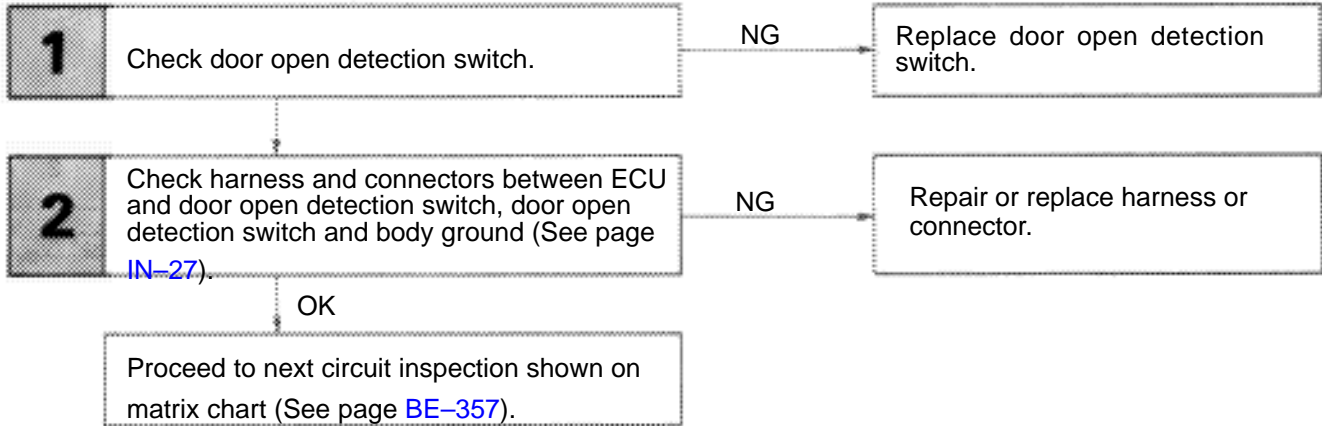 1
Check door open detection switch.
NG
Replace door open detection
switch.
2
Check harness and connectors between ECU
and door open detection switch, door open
detection switch and body ground (See page
IN–27).
NG
Repair or replace harness or
connector.
OK
Proceed to next circuit inspection shown on
matrix chart (See page BE–357).